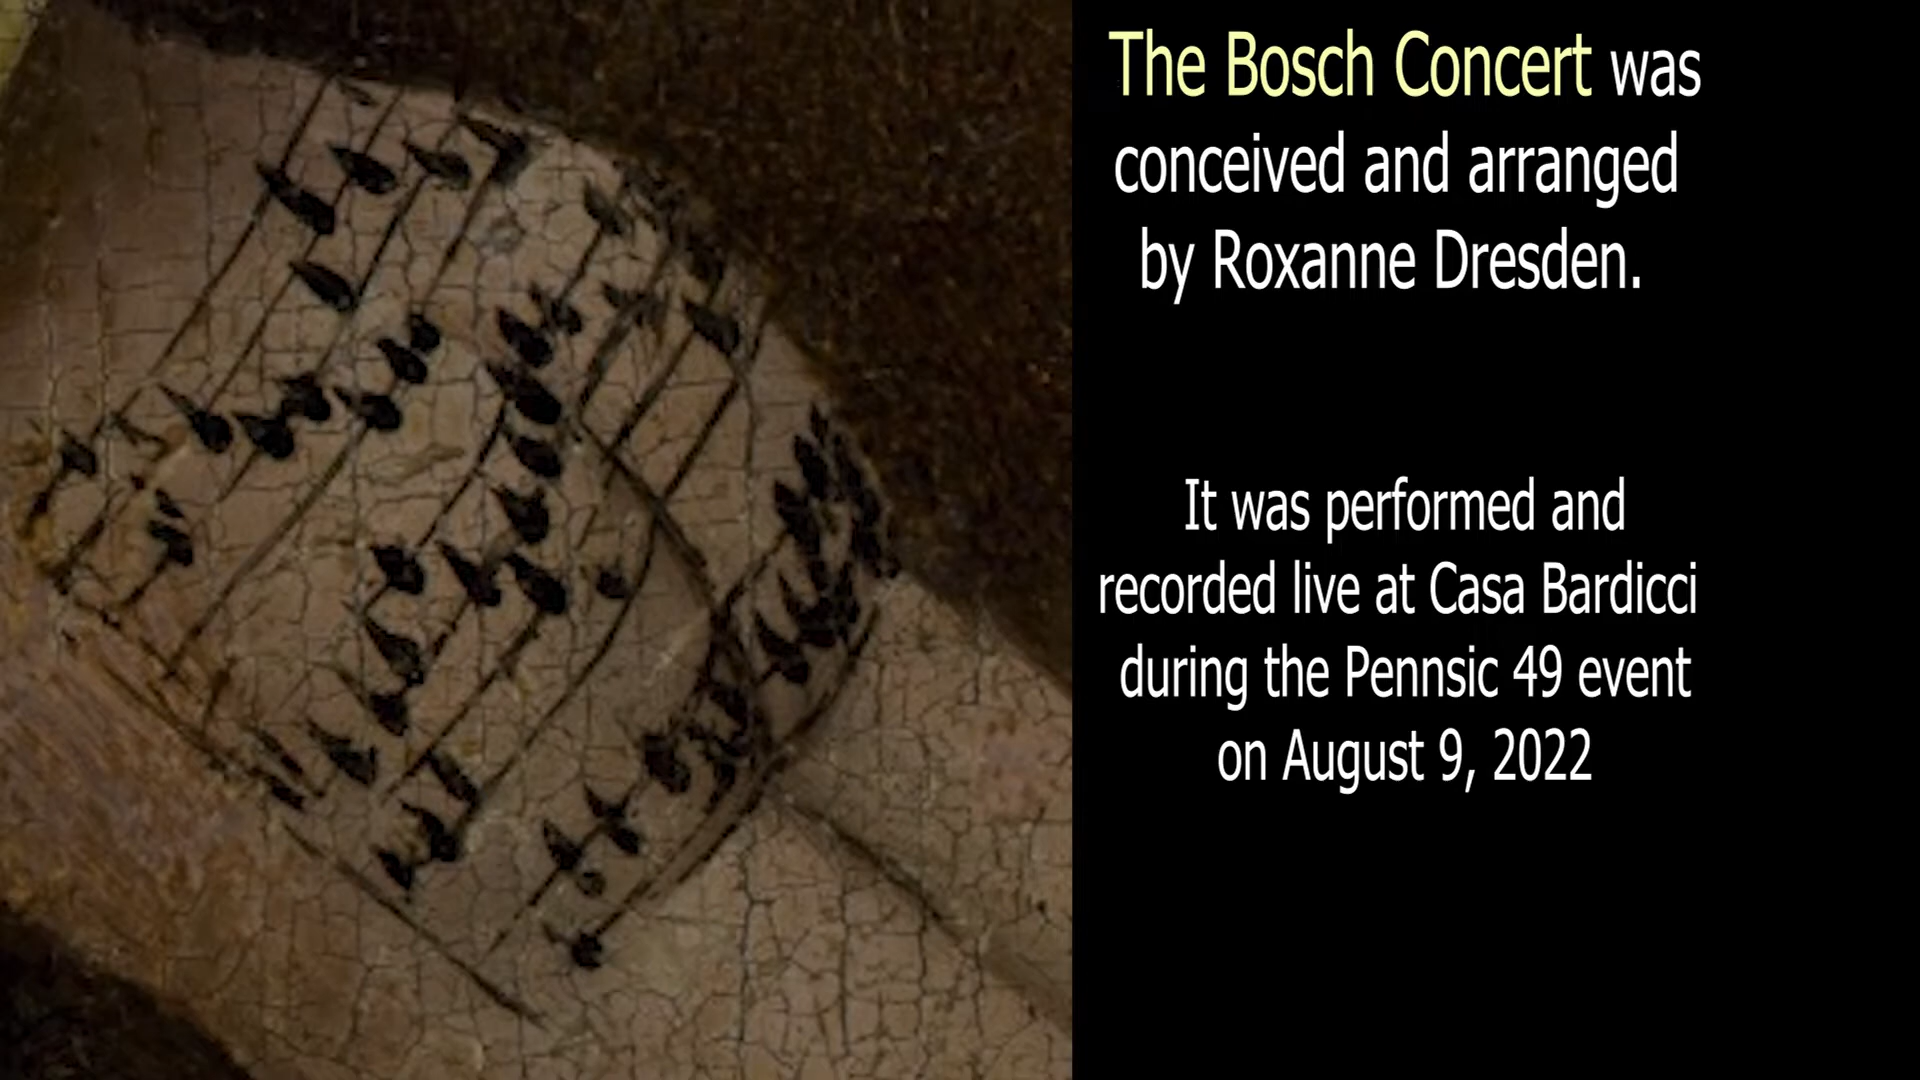 The Bosch Concert was
conceived and arranged
by Roxanne Dresden.
It was performed and
recorded live at Casa Bardicci
during the Pennsic 49 event
on August 9, 2022